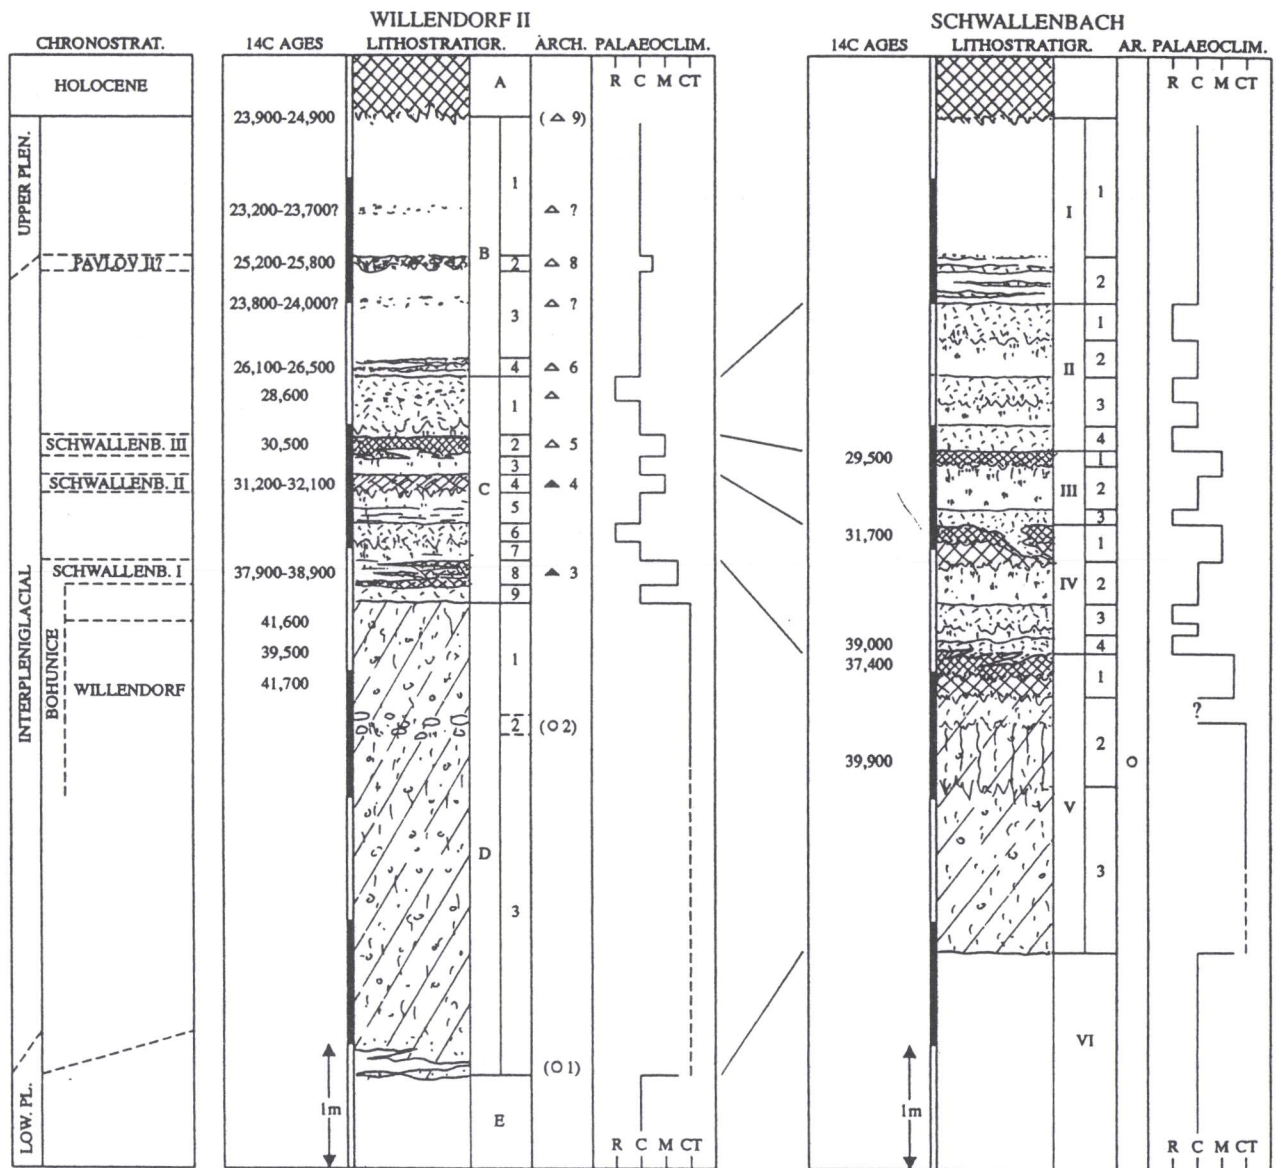 WILLENDORF II
SCHWALLENBACH
CHRONOSTRAT.
14C AGES
LITHOSTRATIGR.
ARCH.
PALAEOCLIM.
14C AGES
LITHOSTRATIGR.
AR.
PALAEOCLIM.
HOLOCENE
UPPER PLEN.
PAVLOV II?
SCHWALLENB. III
SCHWALLENB. II
SCHWALLENB. I
INTERPLENIGLACIAL
BOHUNICE
WILLENDORF
LOW. PL.
23,900-24,900
23,200-23,700?
25,200-25,800
23,800-24,000?
26,100-26,500
28,600
30,500
31,200-32,100
37,900-38,900
41,600
39,500
41,700
1m
A
B
1
2
3
4
C
1
2
3
4
5
6
7
8
9
D
1
2
3
E
(△ 9)
△ ?
△ 8
△ ?
△ 6
△
△ 5
▲ 4
▲ 3
(O 2)
(O 1)
R C M CT
R C M CT
29,500
31,700
39,000
37,400
39,900
1m
I
1
2
II
1
2
3
4
III
1
2
3
IV
1
2
3
4
V
1
2
3
VI
O
R C M CT
?
R C M CT